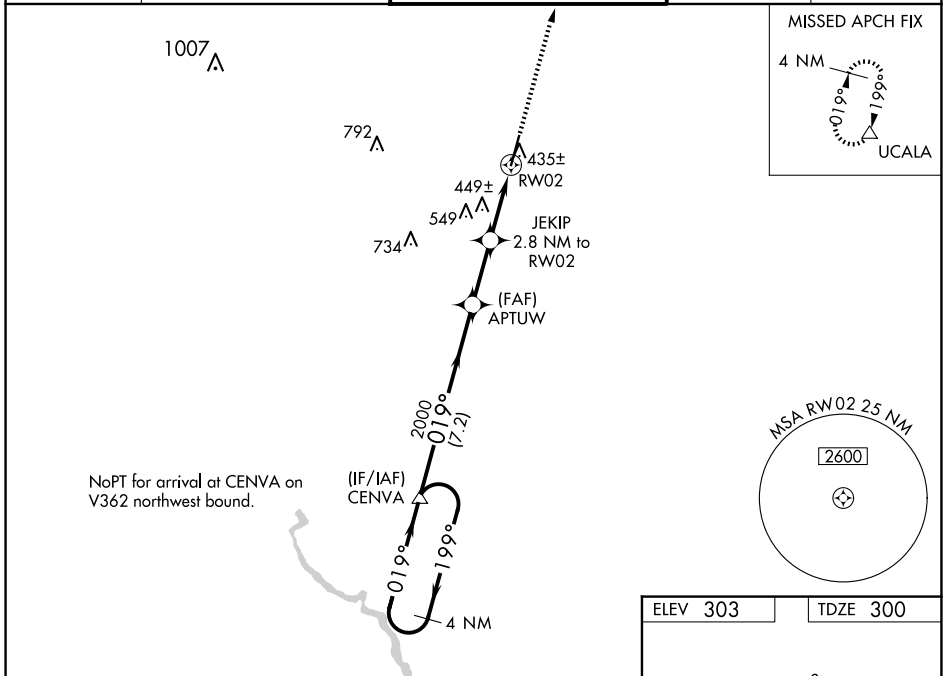 MISSED APCH FIX
4 NM
019°
199°
UCALA
1007
792
435±
RW02
449±
549
734
JEKIP
2.8 NM to
RW02
(FAF)
APTUW
2000
019°
(7.2)
MSA RW02 25 NM
2600
NoPT for arrival at CENVA on
V362 northwest bound.
(IF/IAF)
CENVA
019°
199°
4 NM
ELEV 303
TDZE 300